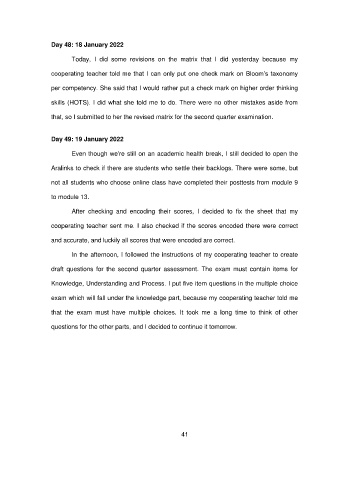 Day 48: 18 January 2022
Today, I did some revisions on the matrix that I did yesterday because my
cooperating teacher told me that I can only put one check mark on Bloom's taxonomy
per competency. She said that I would rather put a check mark on higher order thinking
skills (HOTS). I did what she told me to do. There were no other mistakes aside from
that, so I submitted to her the revised matrix for the second quarter examination.
Day 49: 19 January 2022
Even though we're still on an academic health break, I still decided to open the
Aralinks to check if there are students who settle their backlogs. There were some, but
not all students who choose online class have completed their posttests from module 9
to module 13.
After checking and encoding their scores, I decided to fix the sheet that my
cooperating teacher sent me. I also checked if the scores encoded there were correct
and accurate, and luckily all scores that were encoded are correct.
In the afternoon, I followed the instructions of my cooperating teacher to create
draft questions for the second quarter assessment. The exam must contain items for
Knowledge, Understanding and Process. I put five item questions in the multiple choice
exam which will fall under the knowledge part, because my cooperating teacher told me
that the exam must have multiple choices. It took me a long time to think of other
questions for the other parts, and I decided to continue it tomorrow.
41